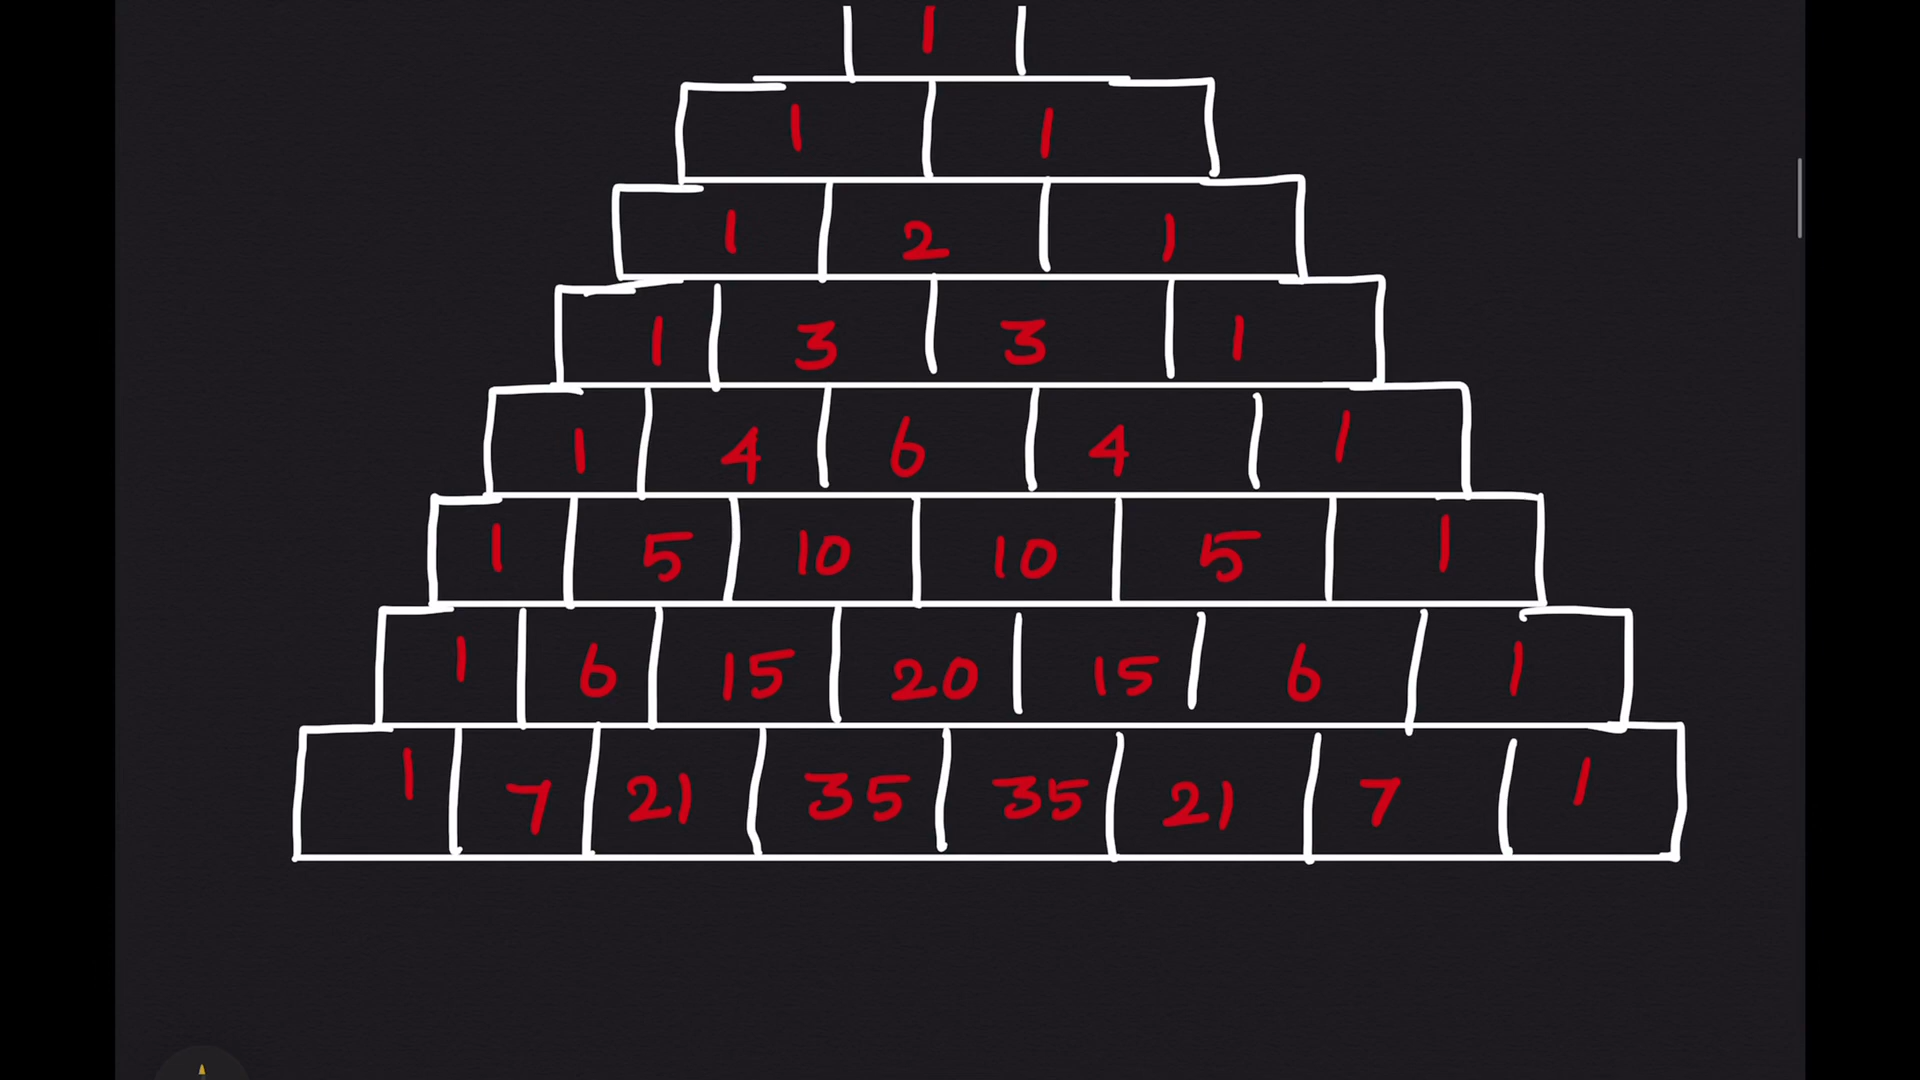 1
1 1
1 2 1
1 3 3 1
1 4 6 4 1
1 5 10 10 5 1
1 6 15 20 15 6 1
1 7 21 35 35 21 7 1